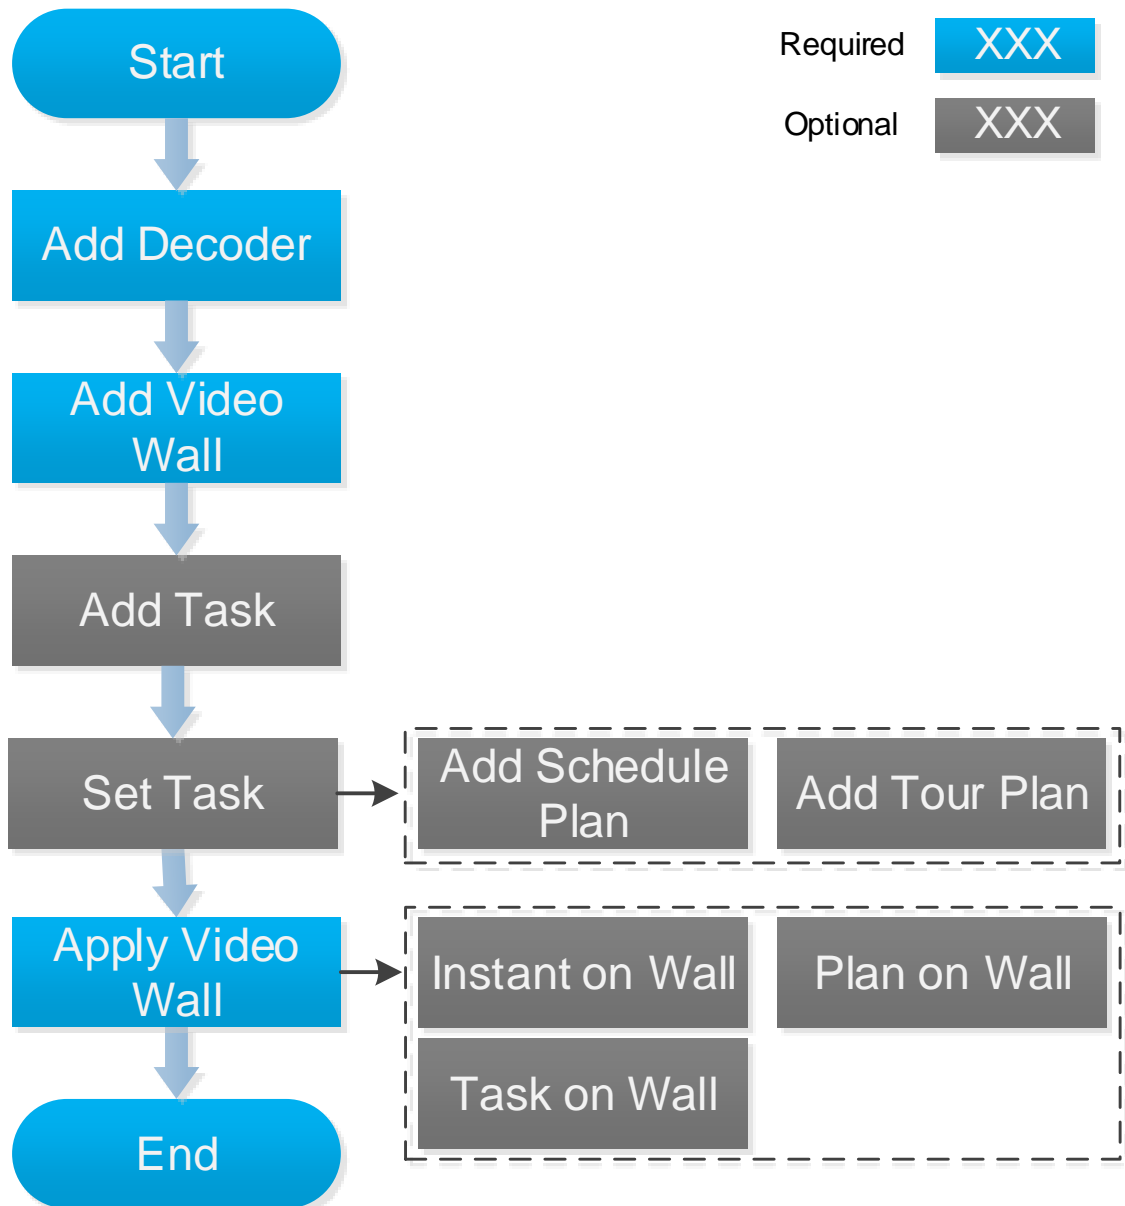 Start
Required
XXX
Optional
XXX
Add Decoder
Add Video
Wall
Add Task
Set Task
Add Schedule
Plan
Add Tour Plan
Apply Video
Wall
Instant on Wall
Plan on Wall
Task on Wall
End